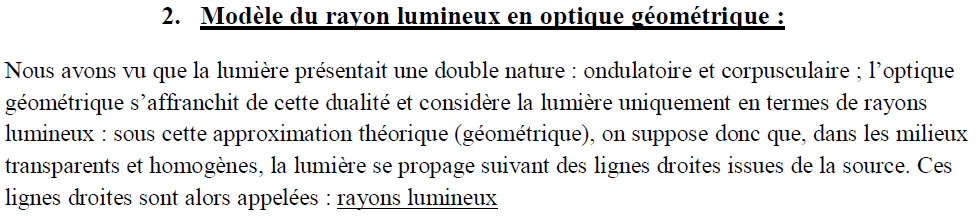 2. Modèle du rayon lumineux en optique géométrique :
Nous avons vu que la lumière présentait une double nature : ondulatoire et corpusculaire ; l’optique
géométrique s’affranchit de cette dualité et considère la lumière uniquement en termes de rayons
lumineux : sous cette approximation théorique (géométrique), on suppose donc que, dans les milieux
transparents et homogènes, la lumière se propage suivant des lignes droites issues de la source. Ces
lignes droites sont alors appelées : rayons lumineux